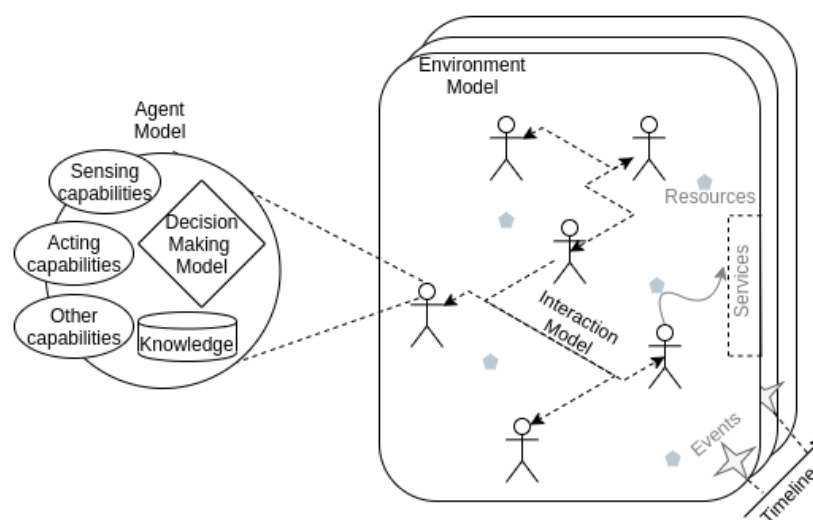 Agent
Model
Sensing
capabilities
Acting
capabilities
Other
capabilities
Decision
Making
Model
Knowledge
Environment
Model
Resources
Services
Interaction
Model
Events
Timeline